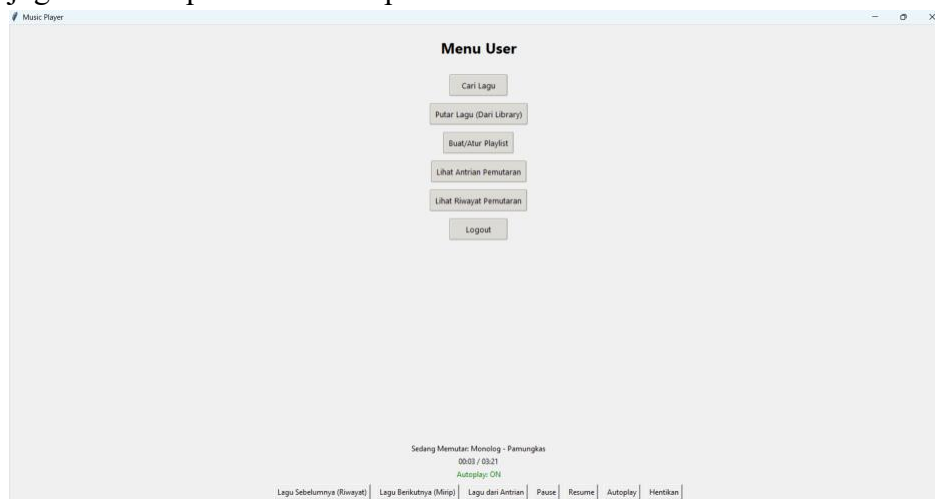 Music Player
Menu User
Cari Lagu
Putar Lagu (Dari Library)
Buat/Atur Playlist
Lihat Antrian Pemutaran
Lihat Riwayat Pemutaran
Logout
Sedang Memutar: Monolog - Pamungkas
00:03 / 03:21
Autoplay: ON
Lagu Sebelumnya (Riwayat) Lagu Berikutnya (Mirip) Lagu dari Antrian Pause Resume Autoplay Hentikan